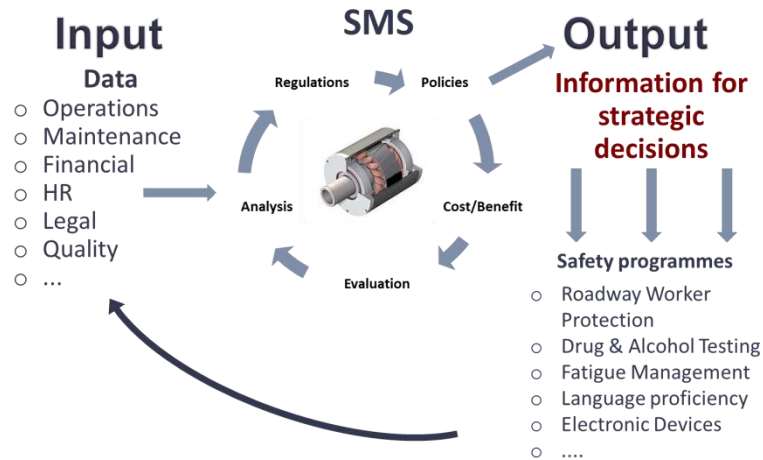 Input
SMS
Output
Data
o Operations
o Maintenance
o Financial
o HR
o Legal
o Quality
o ...
Regulations
Policies
Analysis
Cost/Benefit
Evaluation
Information for
strategic
decisions
Safety programmes
o Roadway Worker
Protection
o Drug & Alcohol Testing
o Fatigue Management
o Language proficiency
o Electronic Devices
o ....